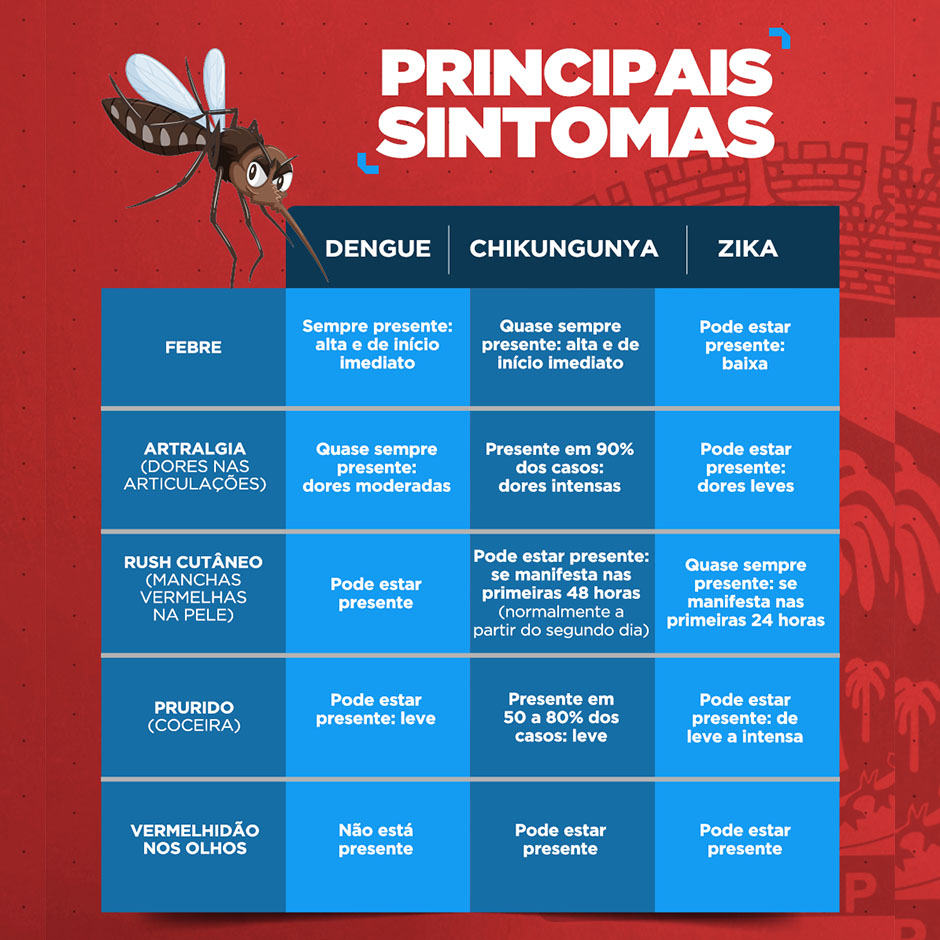 PRINCIPAIS
SINTOMAS
DENGUE
CHIKUNGUNYA
ZIKA
FEBRE
Sempre presente:
alta e de início
imediato
Quase sempre
presente: alta e de
início imediato
Pode estar
presente:
baixa
ARTRALGIA
(DORES NAS
ARTICULAÇÕES)
Quase sempre
presente:
dores moderadas
Presente em 90%
dos casos:
dores intensas
Pode estar
presente:
dores leves
RUSH CUTÂNEO
(MANCHAS
VERMELHAS
NA PELE)
Pode estar
presente
Pode estar presente:
se manifesta nas
primeiras 48 horas
(normalmente a
partir do segundo dia)
Quase sempre
presente: se
manifesta nas
primeiras 24 horas
PRURIDO
(COCEIRA)
Pode estar
presente: leve
Presente em
50 a 80% dos
casos: leve
Pode estar
presente: de
leve a intensa
VERMELHIDÃO
NOS OLHOS
Não está
presente
Pode estar
presente
Pode estar
presente